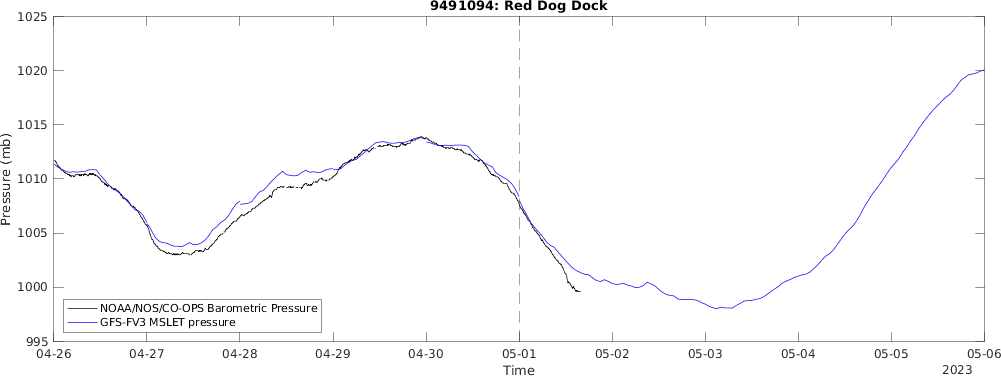 9491094: Red Dog Dock
Pressure (mb)
1025
1020
1015
1010
1005
1000
995
NOAA/NOS/CO-OPS Barometric Pressure
GFS-FV3 MSLET pressure
04-26 04-27 04-28 04-29 04-30 05-01 05-02 05-03 05-04 05-05 05-06
Time
2023